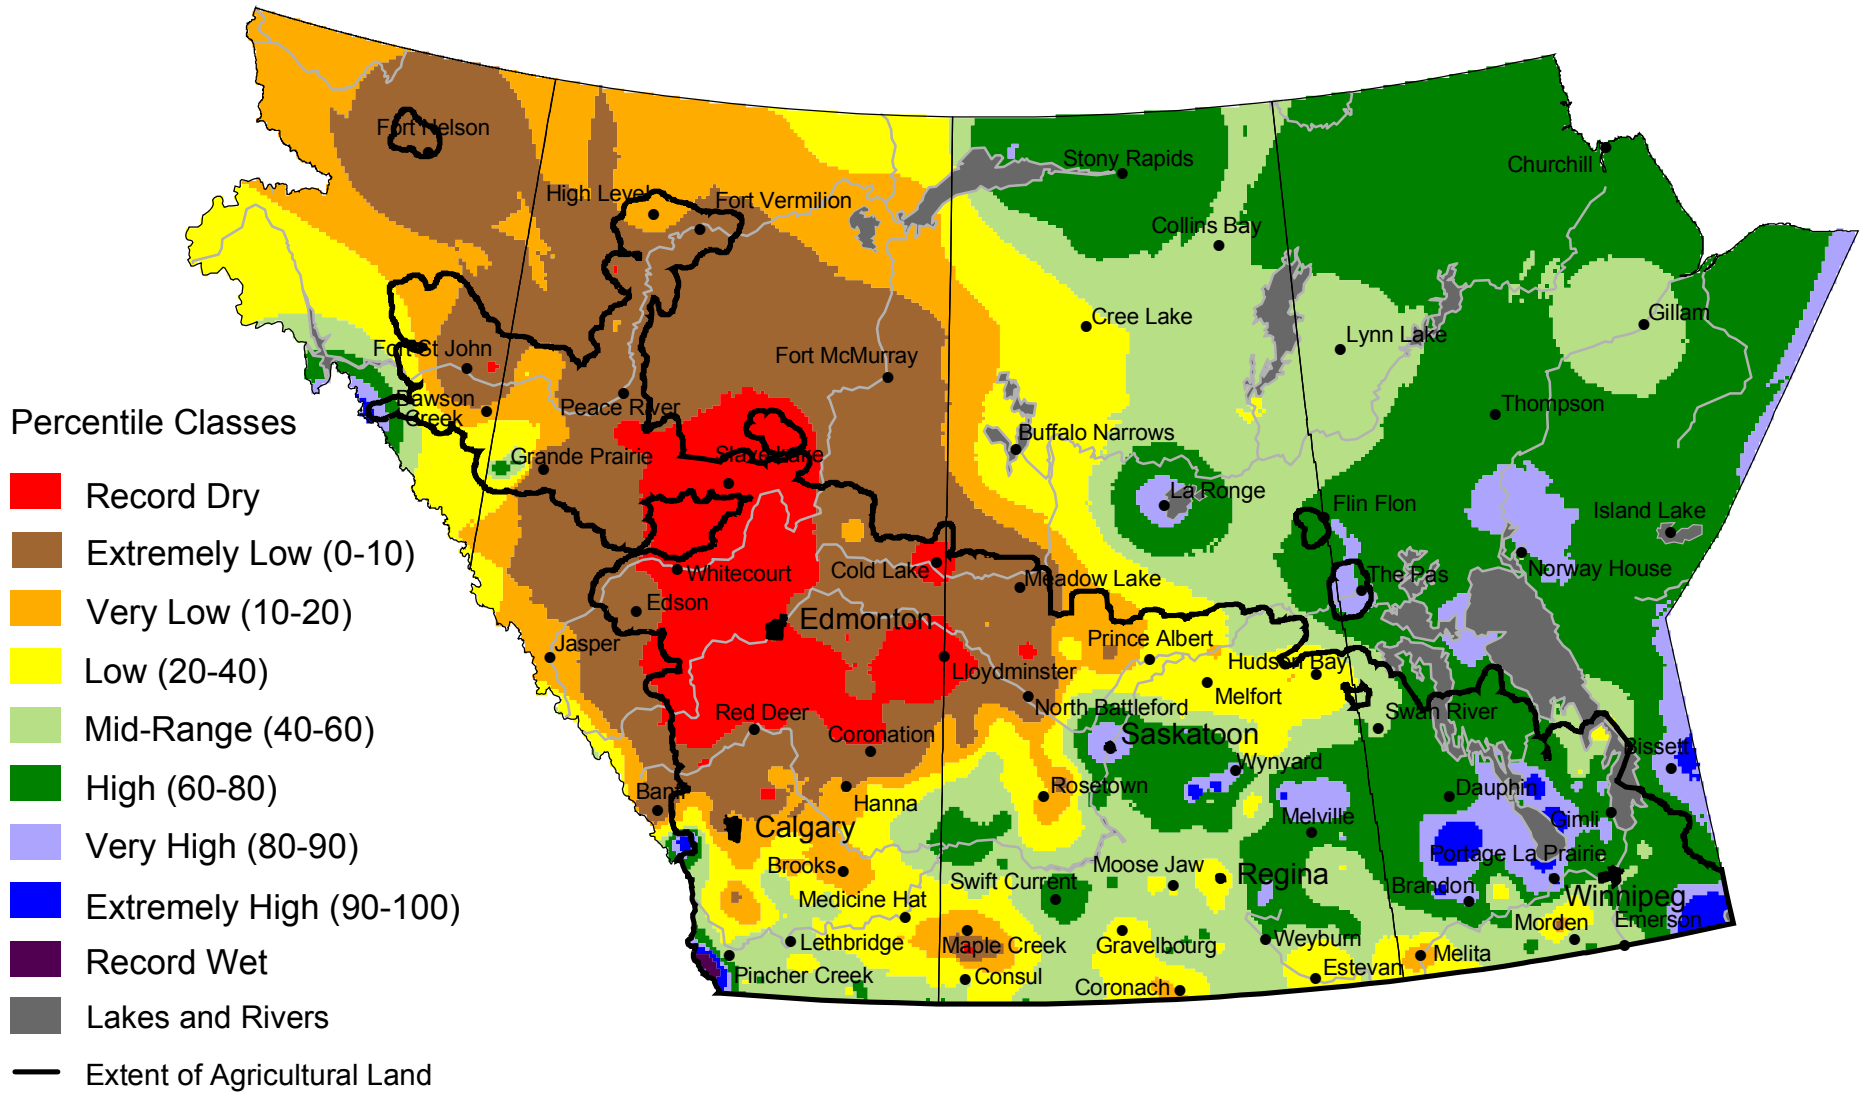 Fort Nelson
Churchill
Stony Rapids
High Level
Fort Vermilion
Collins Bay
Cree Lake
Gillam
Lynn Lake
Fort St John
Fort McMurray
Dawson
Creek
Peace River
Thompson
Percentile Classes
Buffalo Narrows
Grande Prairie
Slave Lake
La Ronge
Record Dry
Flin Flon
Island Lake
Extremely Low (0-10)
Whitecourt
Cold Lake
Meadow Lake
The Pas
Norway House
Very Low (10-20)
Edson
Edmonton
Prince Albert
Jasper
Low (20-40)
Lloydminster
Hudson Bay
Melfort
North Battleford
Red Deer
Swan River
Mid-Range (40-60)
Coronation
Saskatoon
Bissett
Wynyard
High (60-80)
Banff
Hanna
Rosetown
Dauphin
Calgary
Melville
Gimli
Very High (80-90)
Brooks
Moose Jaw
Regina
Portage La Prairie
Swift Current
Brandon
Winnipeg
Extremely High (90-100)
Medicine Hat
Morden
Emerson
Lethbridge
Maple Creek
Gravelbourg
Weyburn
Melita
Record Wet
Pincher Creek
Consul
Coronach
Estevan
Lakes and Rivers
Extent of Agricultural Land